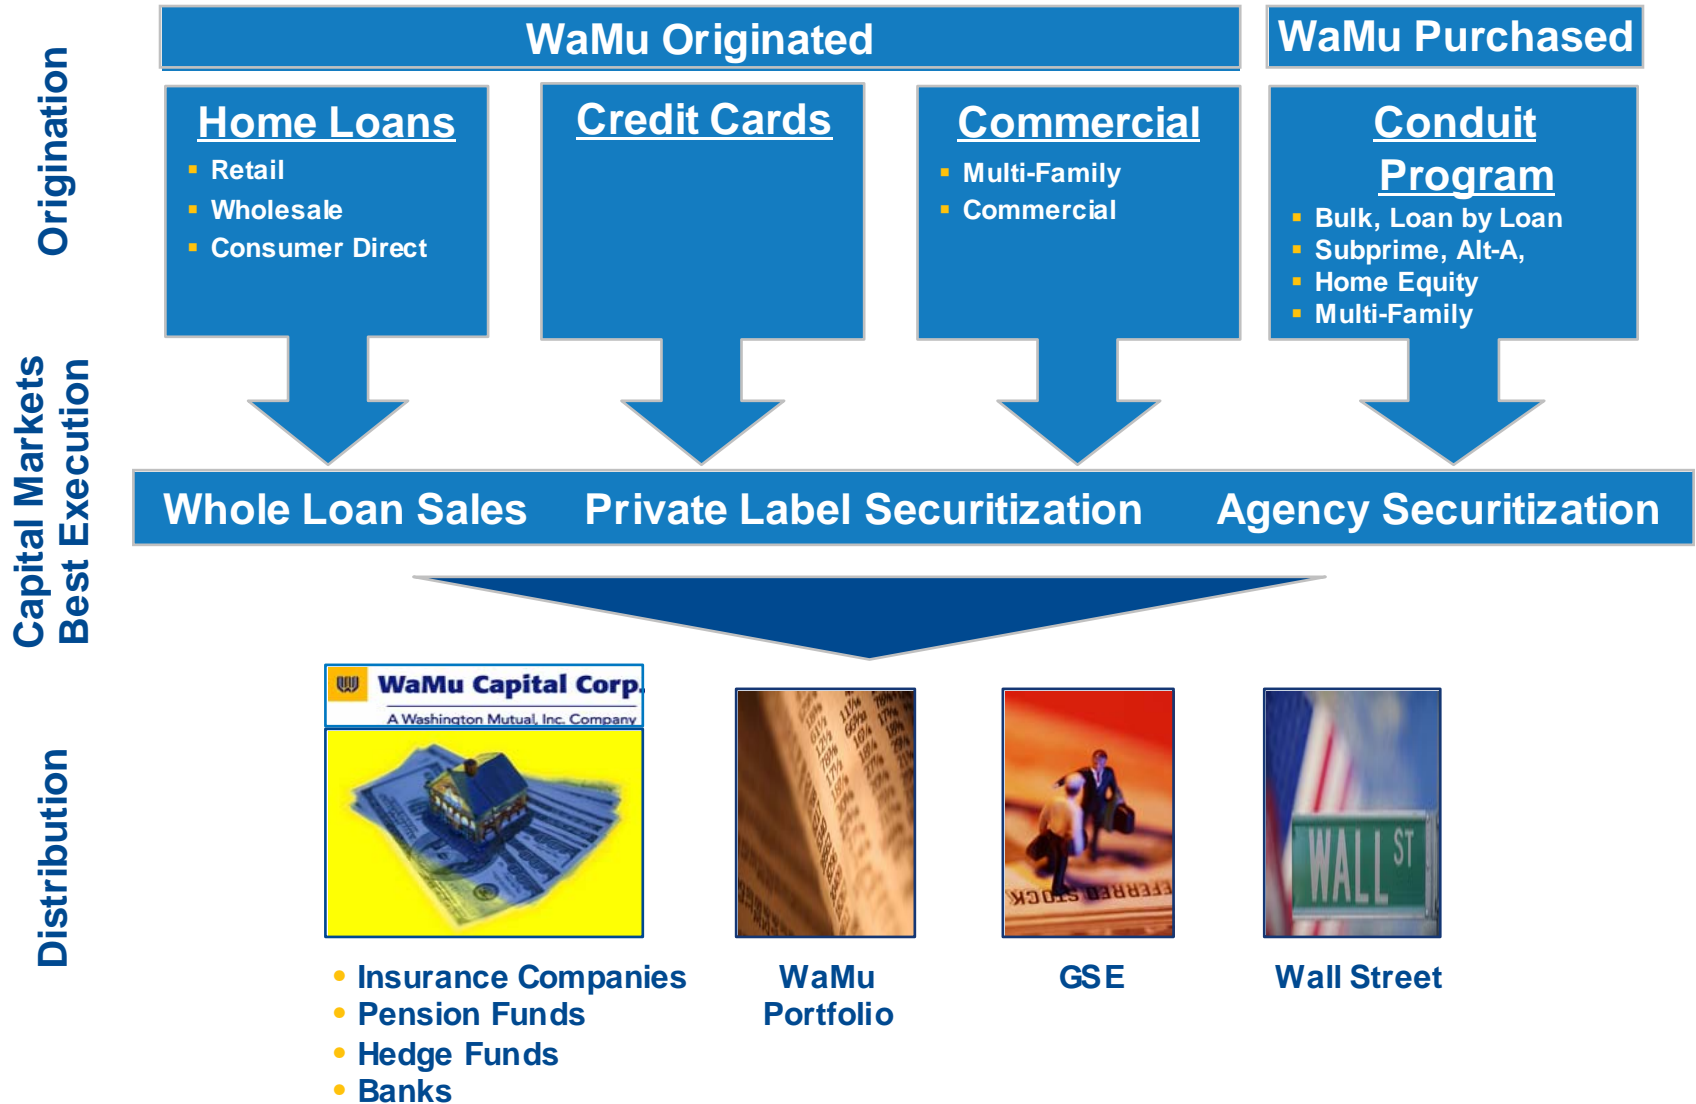 Origination
WaMu Originated
WaMu Purchased
Home Loans
▪ Retail
▪ Wholesale
▪ Consumer Direct
Credit Cards
Commercial
▪ Multi-Family
▪ Commercial
Conduit
Program
▪ Bulk, Loan by Loan
▪ Subprime, Alt-A,
▪ Home Equity
▪ Multi-Family
Capital Markets
Best Execution
Whole Loan Sales
Private Label Securitization
Agency Securitization
Distribution
WaMu Capital Corp.
A Washington Mutual, Inc. Company
WALL ST
• Insurance Companies
• Pension Funds
• Hedge Funds
• Banks
WaMu
Portfolio
GSE
Wall Street